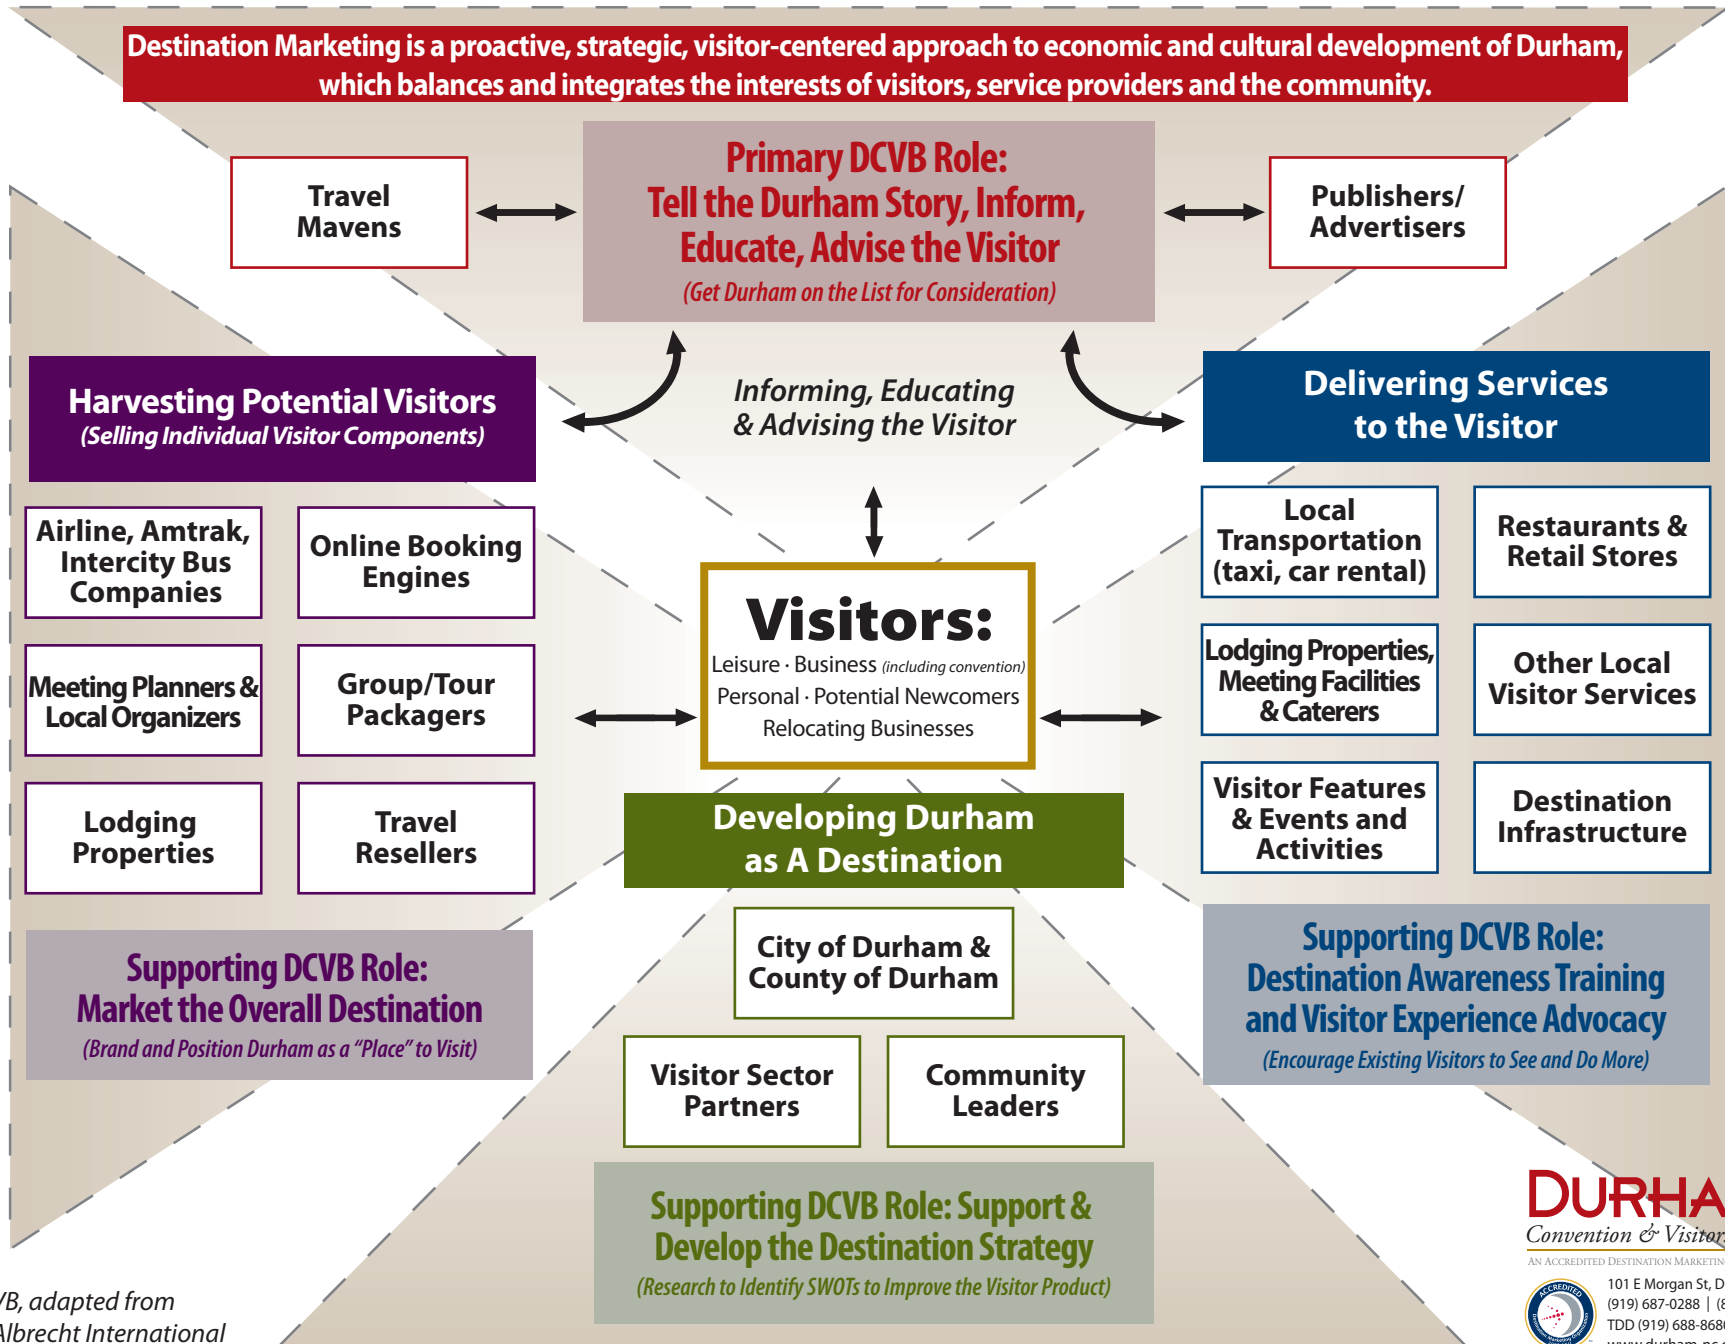 Destination Marketing is a proactive, strategic, visitor-centered approach to economic and cultural development of Durham,
which balances and integrates the interests of visitors, service providers and the community.
Primary DCVB Role:
Tell the Durham Story, Inform,
Educate, Advise the Visitor
(Get Durham on the List for Consideration)
Travel
Mavens
Publishers/
Advertisers
Informing, Educating
& Advising the Visitor
Harvesting Potential Visitors
(Selling Individual Visitor Components)
Airline, Amtrak,
Intercity Bus
Companies
Online Booking
Engines
Meeting Planners &
Local Organizers
Group/Tour
Packagers
Lodging
Properties
Travel
Resellers
Supporting DCVB Role:
Market the Overall Destination
(Brand and Position Durham as a “Place” to Visit)
Visitors:
Leisure · Business (including convention)
Personal · Potential Newcomers
Relocating Businesses
Delivering Services
to the Visitor
Local
Transportation
(taxi, car rental)
Restaurants &
Retail Stores
Lodging Properties,
Meeting Facilities
& Caterers
Other Local
Visitor Services
Visitor Features
& Events and
Activities
Destination
Infrastructure
Supporting DCVB Role:
Destination Awareness Training
and Visitor Experience Advocacy
(Encourage Existing Visitors to See and Do More)
Developing Durham
as A Destination
City of Durham &
County of Durham
Visitor Sector
Partners
Community
Leaders
Supporting DCVB Role: Support &
Develop the Destination Strategy
(Research to Identify SWOTs to Improve the Visitor Product)
VB, adapted from
Albrecht International
DURHA
Convention & Visitor
AN ACCREDITED DESTINATION MARKETING
ACCREDITED
101 E Morgan St, D
(919) 687-0288 | (8
TDD (919) 688-8680